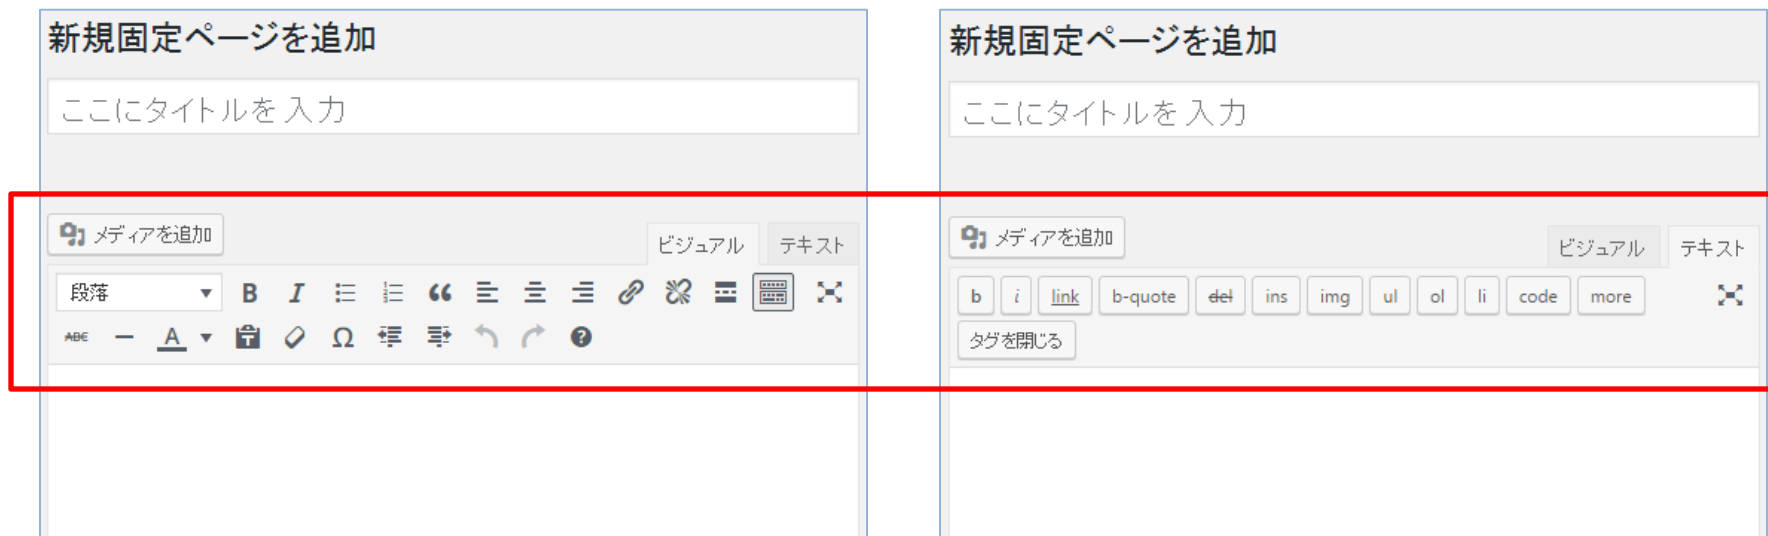 新規固定ページを追加
ここにタイトルを入力
メディアを追加
ビジュアル テキスト
段落 B I
ABC A Ω
新規固定ページを追加
ここにタイトルを入力
メディアを追加
ビジュアル テキスト
b i link b-quote del ins img ul ol li code more
タグを閉じる